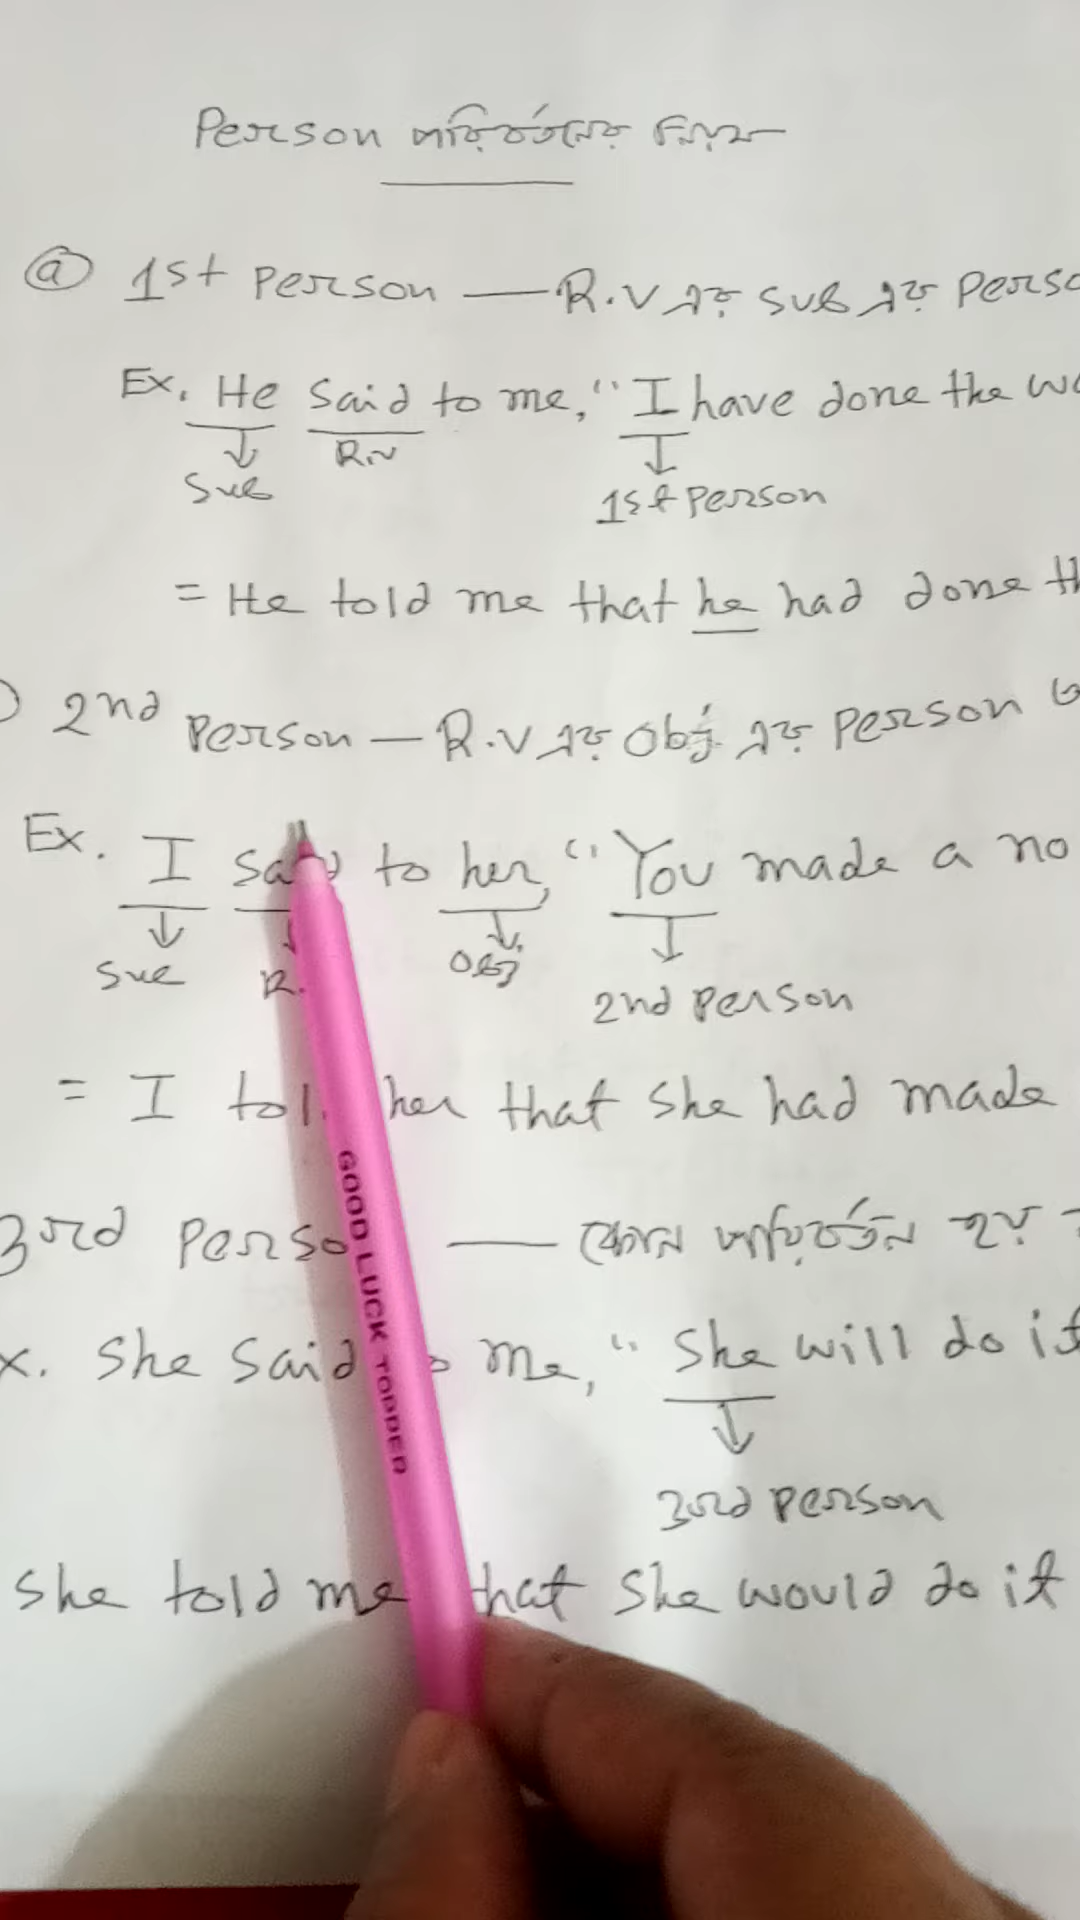 Person পরিবর্তনের নিয়ম
ⓐ 1st person — R.V এর sub এর perso
Ex. He said to me, "I have done the wo
Sub R.V 1st person
= He told me that he had done th
2nd person — R.V এর Obj এর person
Ex. I said to her, "You made a no
Sub R. Obj 2nd person
= I tol her that she had made
3rd perso — কোন পরিবর্তন হয়
x. She said o me, "She will do it
3rd person
She told me that she would do it
GOOD LUCK TOPPER